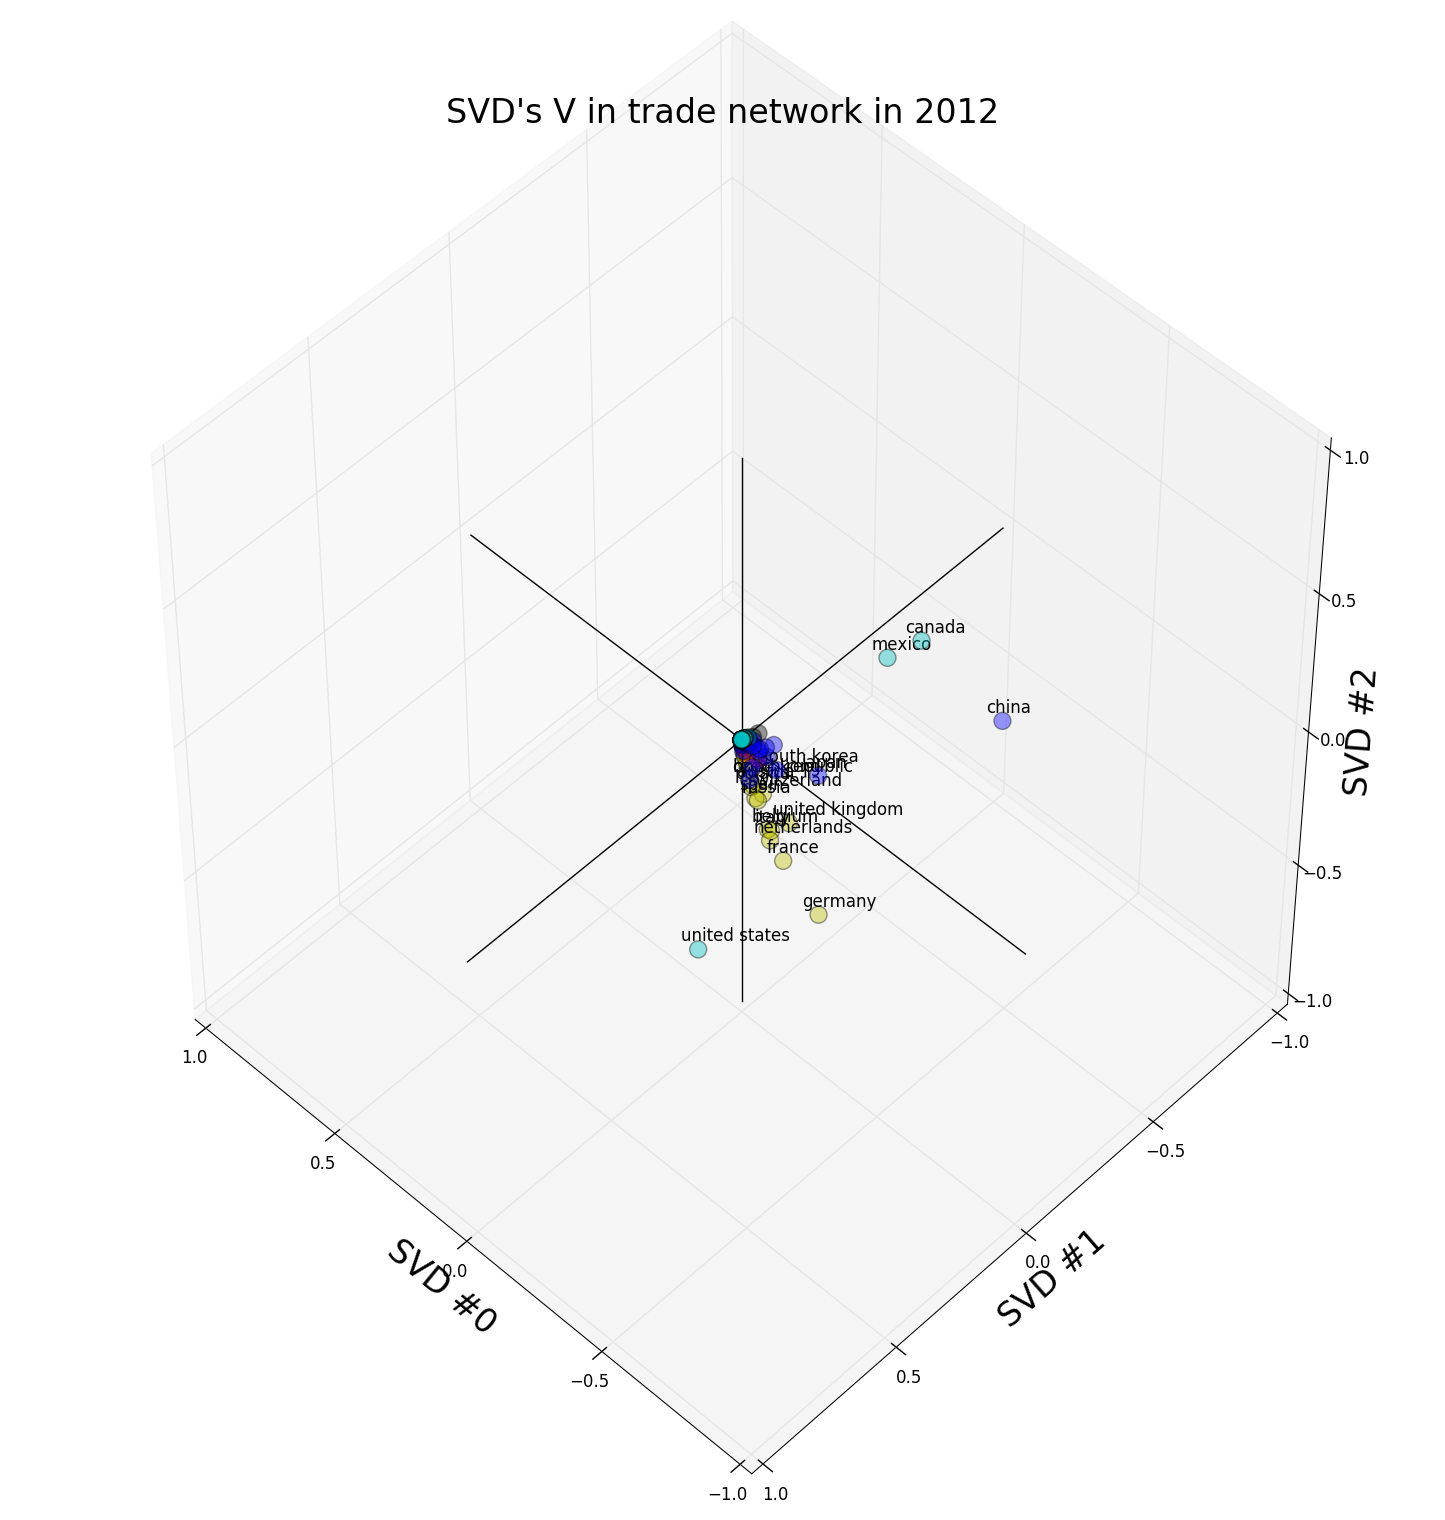 SVD's V in trade network in 2012
canada
mexico
china
south korea
switzerland
russia
united kingdom
belgium
netherlands
france
germany
united states
1.0
0.5
0.0
−0.5
−1.0
SVD #2
1.0
0.5
0.0
−0.5
−1.0
SVD #0
−1.0
−0.5
0.0
0.5
1.0
SVD #1